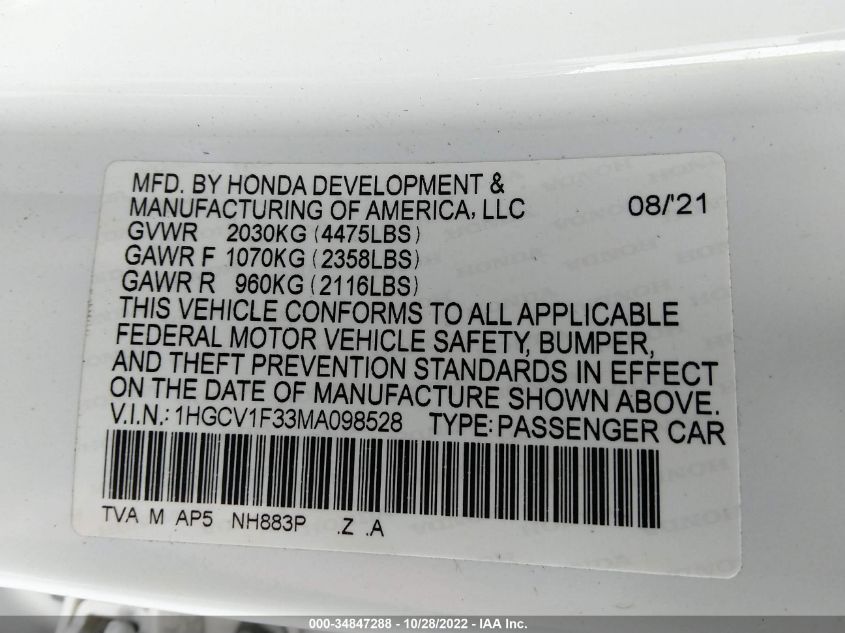 MFD. BY HONDA DEVELOPMENT &
MANUFACTURING OF AMERICA, LLC 08/'21
GVWR 2030KG (4475LBS)
GAWR F 1070KG (2358LBS)
GAWR R 960KG (2116LBS)
THIS VEHICLE CONFORMS TO ALL APPLICABLE
FEDERAL MOTOR VEHICLE SAFETY, BUMPER,
AND THEFT PREVENTION STANDARDS IN EFFECT
ON THE DATE OF MANUFACTURE SHOWN ABOVE.
V.I.N.: 1HGCV1F33MA098528 TYPE: PASSENGER CAR
TVA M AP5 NH883P .Z .A
000-34847288 | 10/28/2022 - IAA Inc.